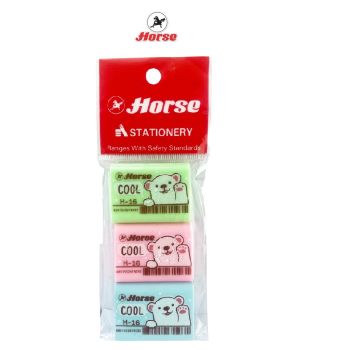 Horse
Horse
STATIONERY
Ranges With Safety Standards
Horse
COOL
H-16
Horse
COOL
H-16
Horse
COOL
H-16